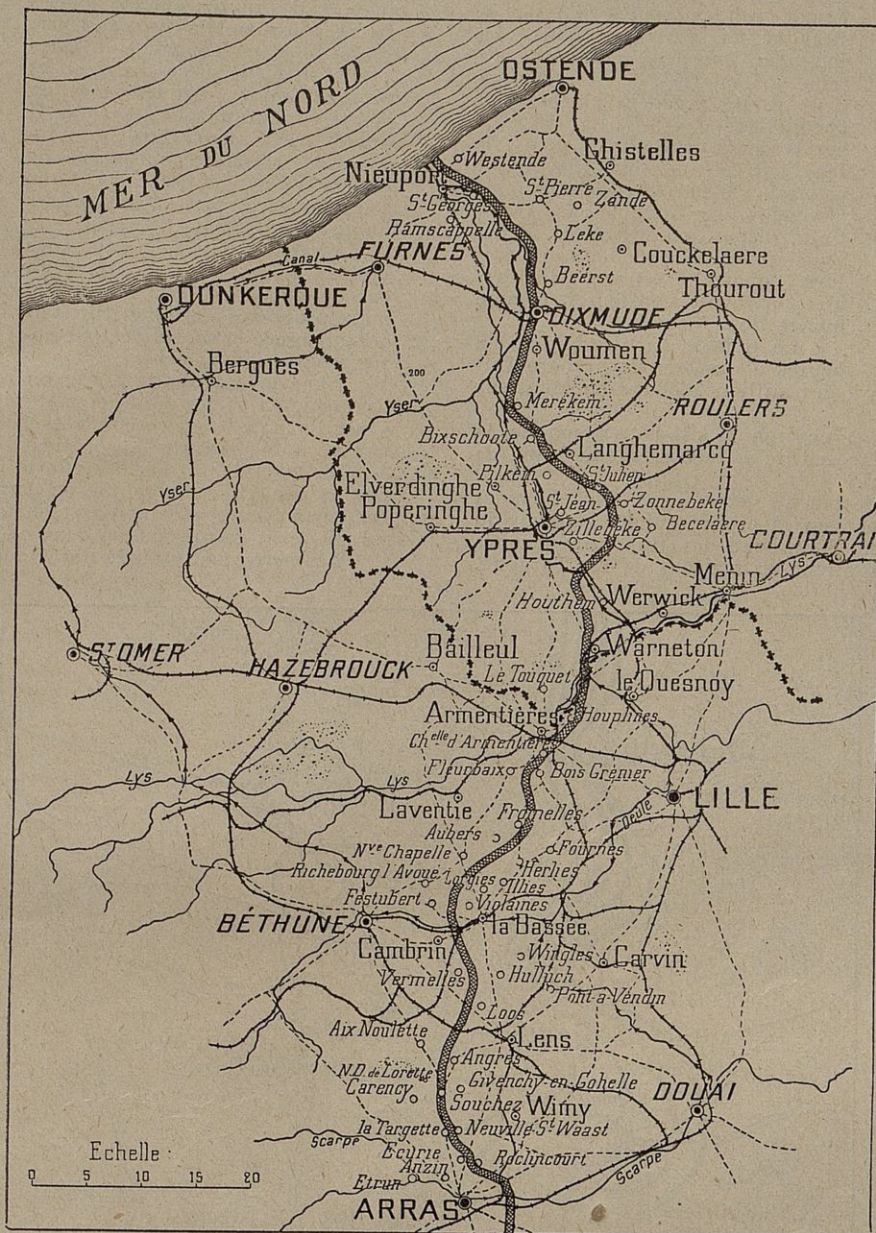 OSTENDE
MER DU NORD
Westende
Ghistelles
Nieuport
St Pierre
Zande
St Georges
Ramscappelle
Leke
Couckelaere
Canal
FURNES
Beerst
Thourout
DUNKERQUE
DIXMUDE
Woumen
Bergues
200
Yser
Merekem
ROULERS
Bixschoote
Langhemarcq
Pilkem
St Julien
Yser
Elverdinghe
St Jean
Zonnebeke
Poperinghe
Becelaere
YPRES
Zillebeke
COURTRAI
Menin
Lys
Houthem
Werwick
St OMER
Bailleul
Warneton
HAZEBROUCK
Le Touquet
le Quesnoy
Armentières
Houplines
Chelle d'Armentières
Fleurbaix
Bois Grenier
Lys
Lys
LILLE
Laventie
Fromelles
Deule
Aubers
Fournes
Nve Chapelle
Herlies
Richebourg l'Avoué
Lorgies
Illies
Festubert
Violaines
BÉTHUNE
la Bassée
Cambrin
Wingles
Carvin
Vermelles
Hulluch
Pont-à-Vendin
Loos
Aix Noulette
Lens
Angres
N.D. de Lorette
Givenchy-en-Gohelle
Carency
DOUAI
Souchez
Wimy
la Targette
Neuville-St Waast
Scarpe
Echelle
Ecurie
Roclincourt
Scarpe
Anzin
0 5 10 15 20
Etrun
ARRAS